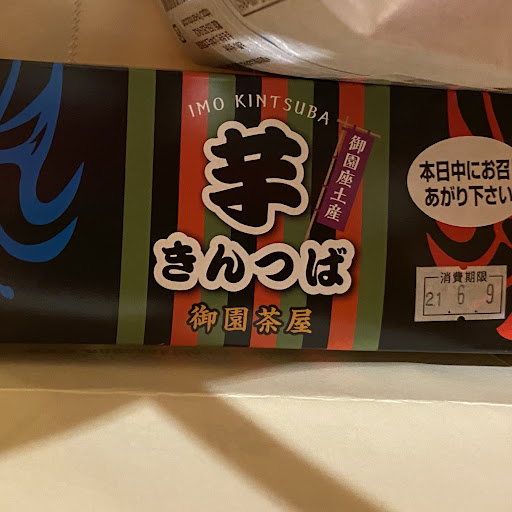 IMO KINTSUBA
芋
きんつば
御園座土産
御園茶屋
本日中にお召
あがり下さい
消費期限
21 6 9